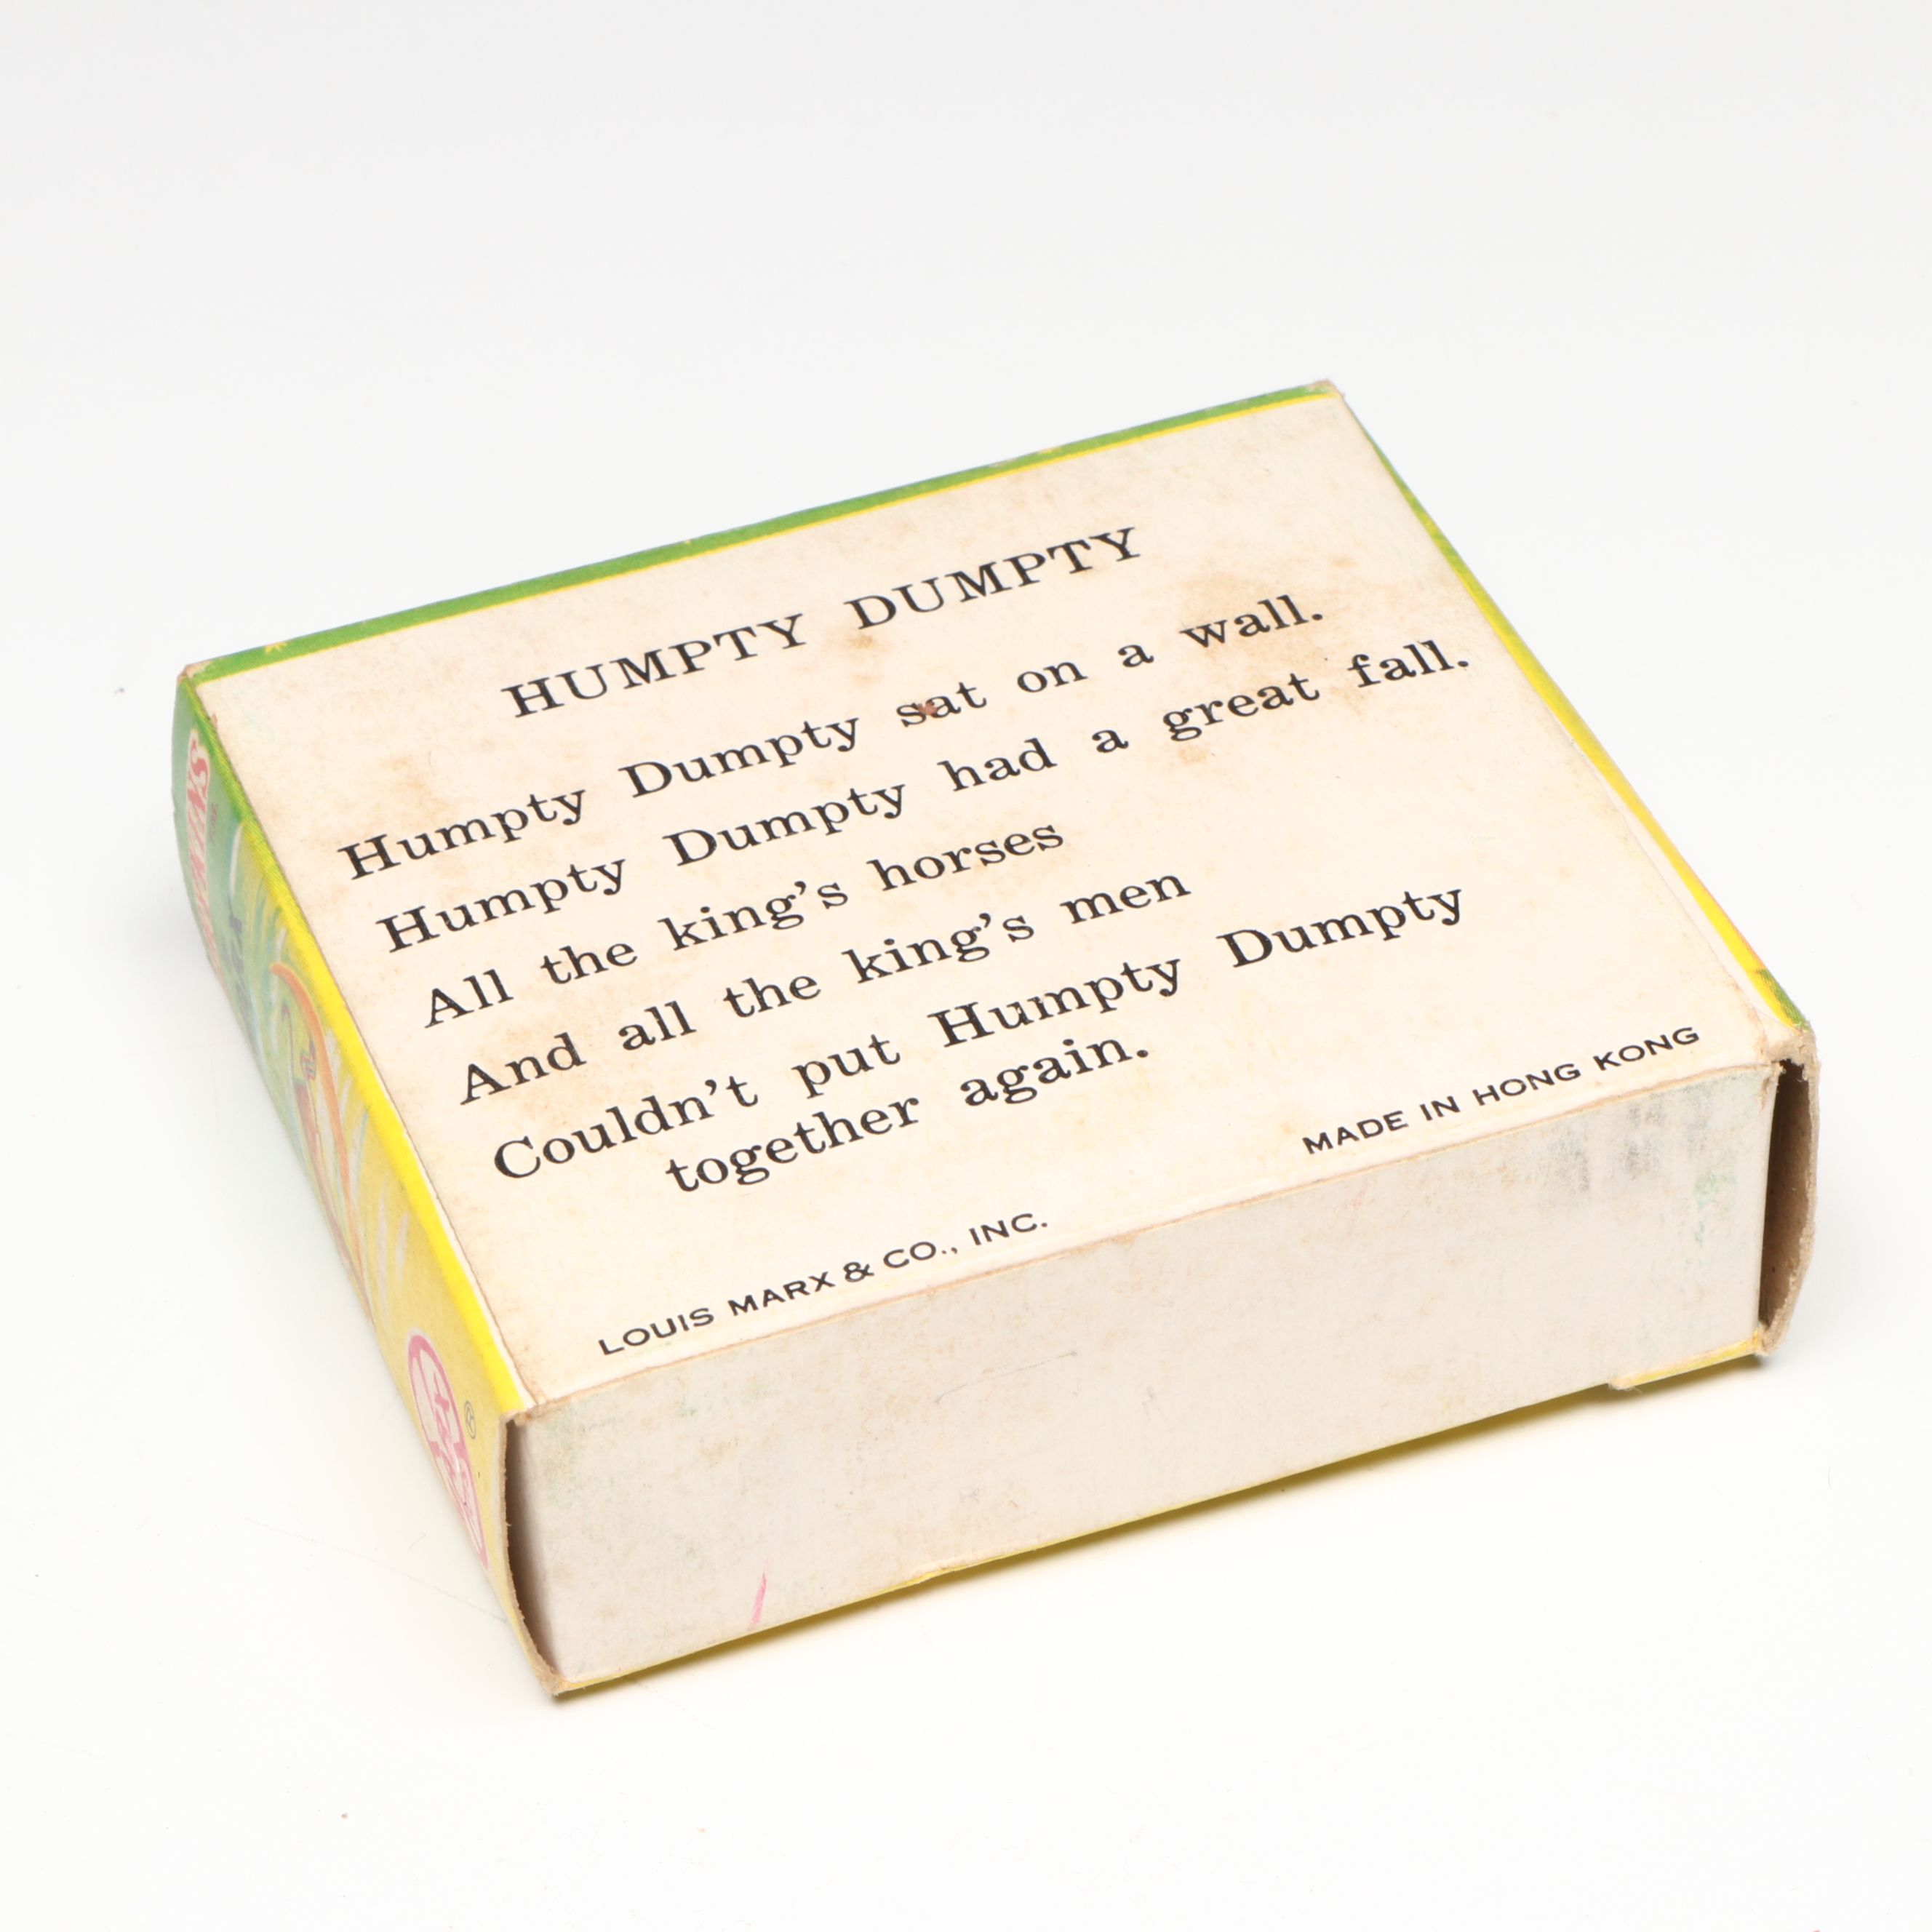 HUMPTY DUMPTY
Humpty Dumpty sat on a wall.
Humpty Dumpty had a great fall.
All the king's horses
And all the king's men
Couldn't put Humpty Dumpty
together again.
LOUIS MARX & CO., INC.
MADE IN HONG KONG